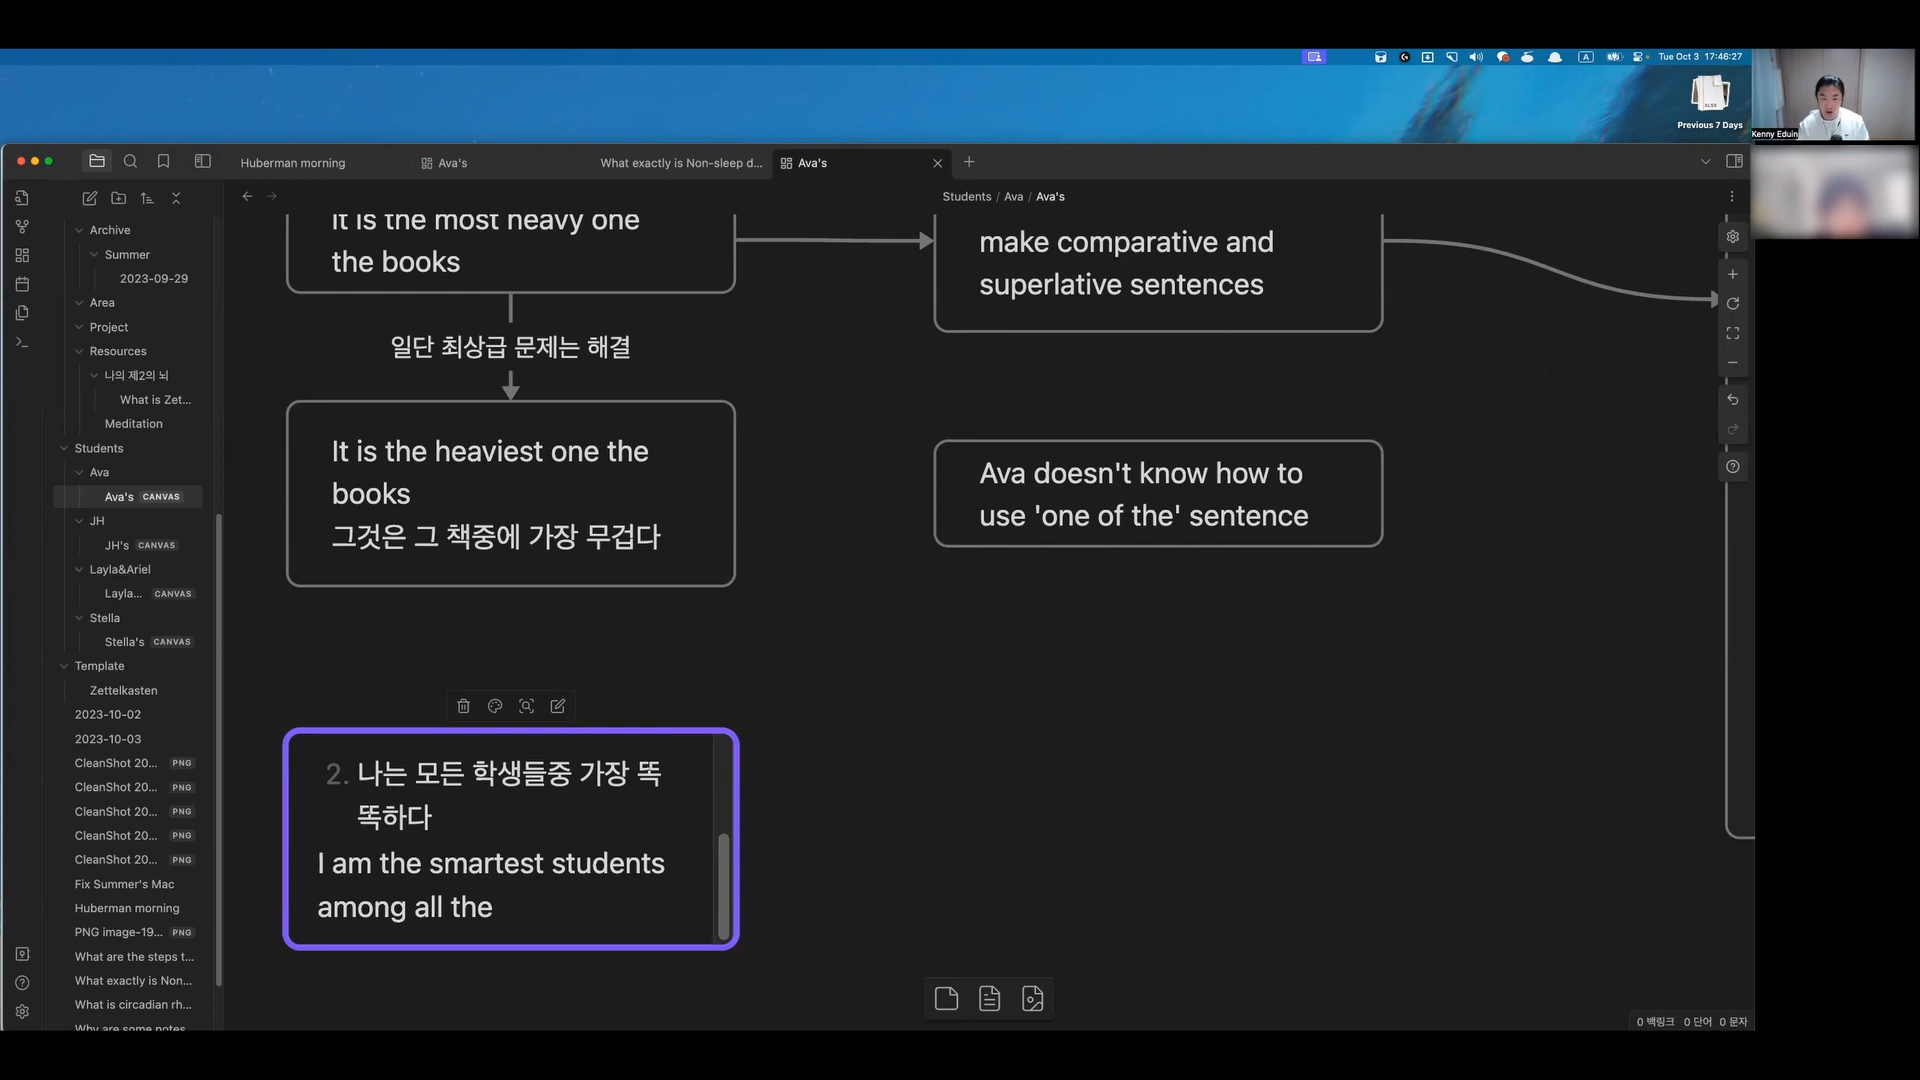 Tue Oct 3 17:46:27
XLSX
Previous 7 Days
Kenny Eduin
Huberman morning
Ava's
What exactly is Non-sleep d...
Ava's
Students / Ava / Ava's
Archive
Summer
2023-09-29
Area
Project
Resources
나의 제2의 뇌
What is Zet...
Meditation
Students
Ava
Ava's CANVAS
JH
JH's CANVAS
Layla&Ariel
Layla... CANVAS
Stella
Stella's CANVAS
Template
Zettelkasten
2023-10-02
2023-10-03
CleanShot 20... PNG
CleanShot 20... PNG
CleanShot 20... PNG
CleanShot 20... PNG
CleanShot 20... PNG
Fix Summer's Mac
Huberman morning
PNG image-19... PNG
What are the steps t...
What exactly is Non...
What is circadian rh...
Why are some notes
It is the most heavy one
the books
일단 최상급 문제는 해결
It is the heaviest one the
books
그것은 그 책중에 가장 무겁다
2. 나는 모든 학생들중 가장 똑
똑하다
I am the smartest students
among all the
make comparative and
superlative sentences
Ava doesn't know how to
use 'one of the' sentence
0 백링크 0 단어 0 문자